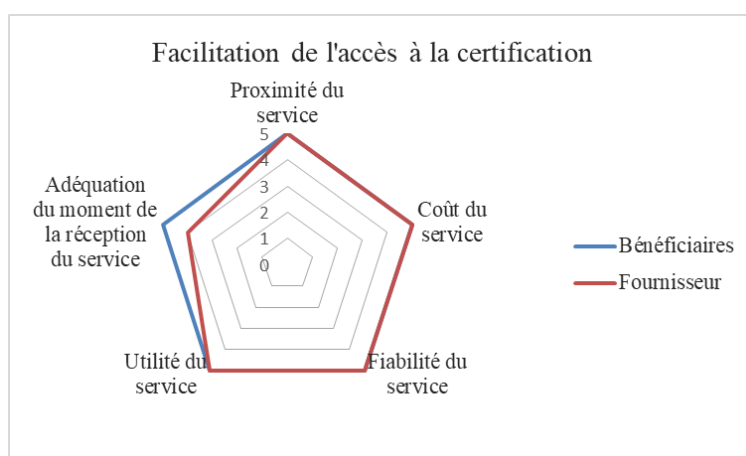 Facilitation de l'accès à la certification
Proximité du
service
5
4
3
2
1
0
Adéquation
du moment de
la réception
du service
Coût du
service
Bénéficiaires
Fournisseur
Utilité du
service
Fiabilité du
service